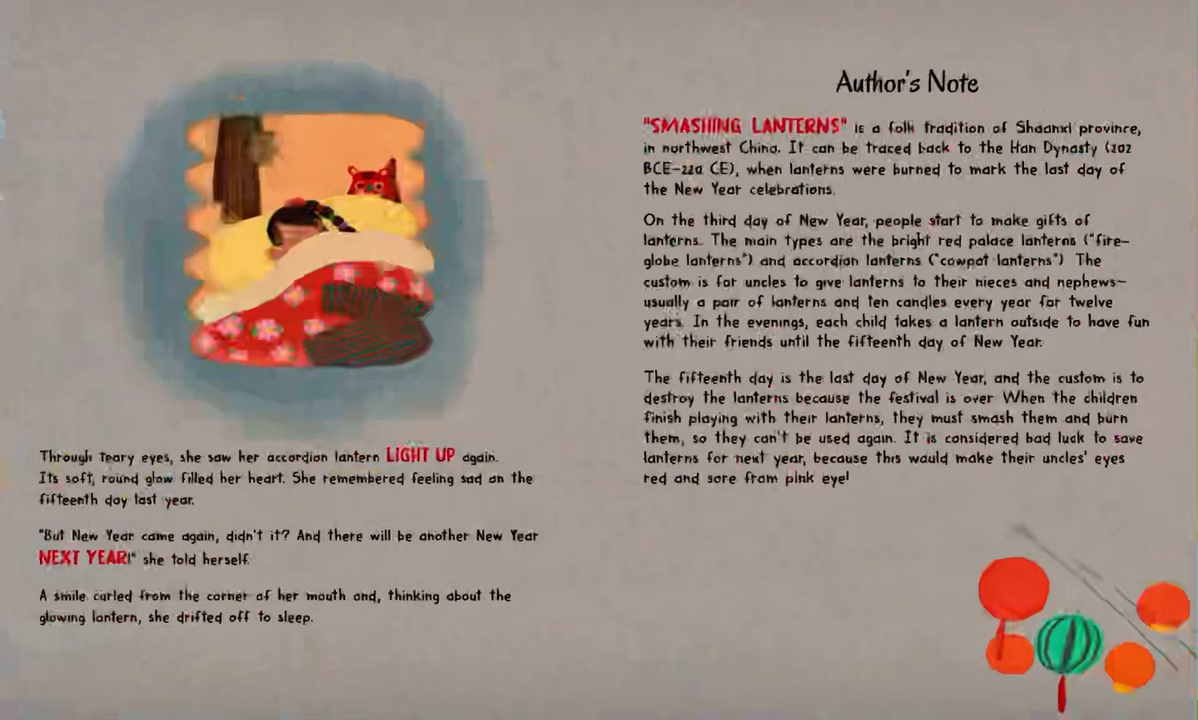 Through teary eyes, she saw her accordion lantern LIGHT UP again.
Its soft, round glow filled her heart. She remembered feeling sad on the
fifteenth day last year.
"But New Year came again, didn't it? And there will be another New Year
NEXT YEAR!" she told herself.
A smile curled from the corner of her mouth and, thinking about the
glowing lantern, she drifted off to sleep.
Author's Note
"SMASHING LANTERNS" is a folk tradition of Shaanxi province,
in northwest China. It can be traced back to the Han Dynasty (202
BCE–220 CE), when lanterns were burned to mark the last day of
the New Year celebrations.
On the third day of New Year, people start to make gifts of
lanterns. The main types are the bright red palace lanterns ("fire-
globe lanterns") and accordion lanterns ("cowpat lanterns") The
custom is for uncles to give lanterns to their nieces and nephews—
usually a pair of lanterns and ten candles every year for twelve
years. In the evenings, each child takes a lantern outside to have fun
with their friends until the fifteenth day of New Year.
The fifteenth day is the last day of New Year, and the custom is to
destroy the lanterns because the festival is over When the children
finish playing with their lanterns, they must smash them and burn
them, so they can't be used again. It is considered bad luck to save
lanterns for next year, because this would make their uncles' eyes
red and sore from pink eye!